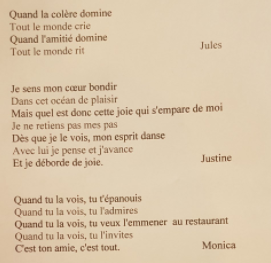 Quand la colère domine
Tout le monde crie
Quand l'amitié domine
Tout le monde rit
Jules
Je sens mon cœur bondir
Dans cet océan de plaisir
Mais quel est donc cette joie qui s'empare de moi
Je ne retiens pas mes pas
Dès que je le vois, mon esprit danse
Avec lui je pense et j'avance
Et je déborde de joie.
Justine
Quand tu la vois, tu t'épanouis
Quand tu la vois, tu l'admires
Quand tu la vois, tu veux l'emmener au restaurant
Quand tu la vois, tu l'invites
C'est ton amie, c'est tout.
Monica